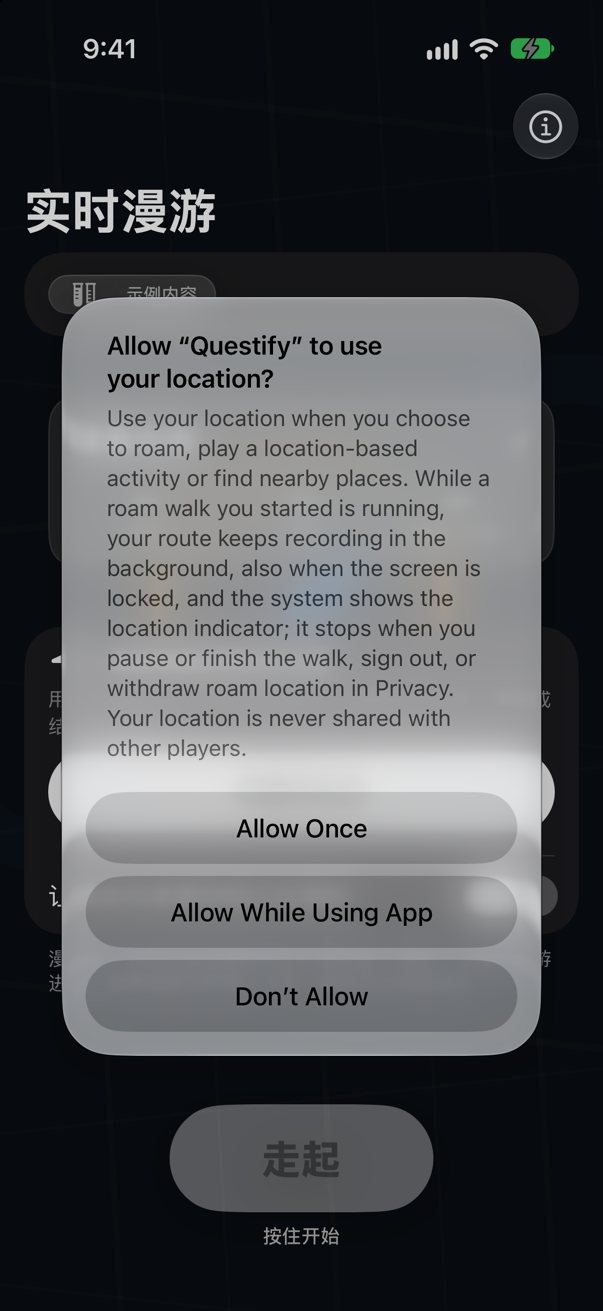 9:41
实时漫游
示例内容
Allow “Questify” to use
your location?
Use your location when you choose
to roam, play a location-based
activity or find nearby places. While a
roam walk you started is running,
your route keeps recording in the
background, also when the screen is
locked, and the system shows the
location indicator; it stops when you
pause or finish the walk, sign out, or
withdraw roam location in Privacy.
Your location is never shared with
other players.
Allow Once
Allow While Using App
Don’t Allow
走起
按住开始